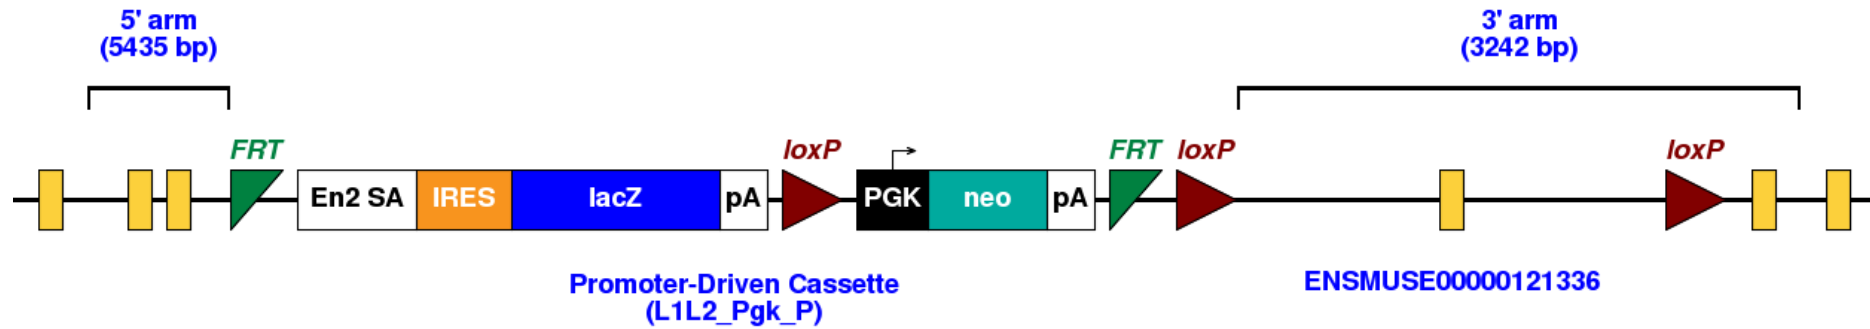 5' arm
(5435 bp)
3' arm
(3242 bp)
FRT
loxP
FRT
loxP
loxP
En2 SA
IRES
lacZ
pA
PGK
neo
pA
Promoter-Driven Cassette
(L1L2_Pgk_P)
ENSMUSE00000121336